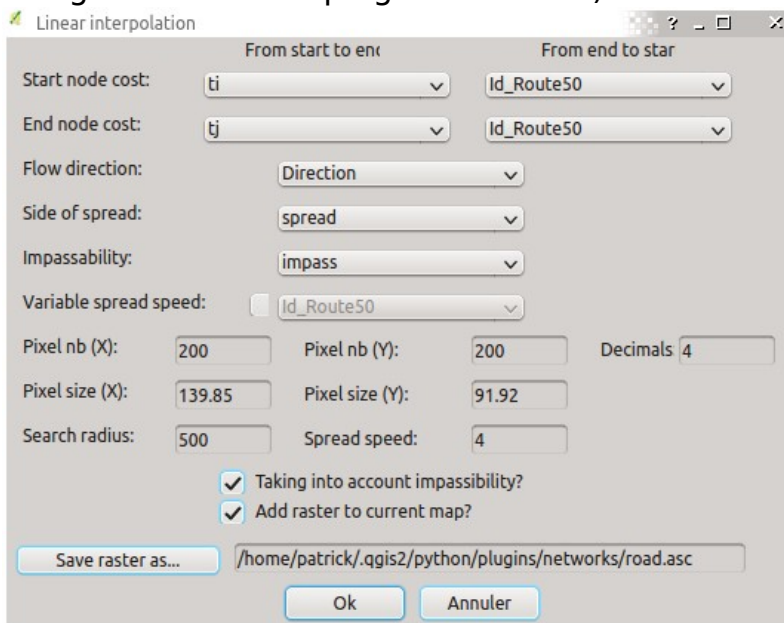 Linear interpolation
From start to end From end to star
Start node cost: ti Id_Route50
End node cost: tj Id_Route50
Flow direction: Direction
Side of spread: spread
Impassability: impass
Variable spread speed: Id_Route50
Pixel nb (X): 200 Pixel nb (Y): 200 Decimals 4
Pixel size (X): 139.85 Pixel size (Y): 91.92
Search radius: 500 Spread speed: 4
Taking into account impassibility?
Add raster to current map?
Save raster as... /home/patrick/.qgis2/python/plugins/networks/road.asc
Ok Annuler